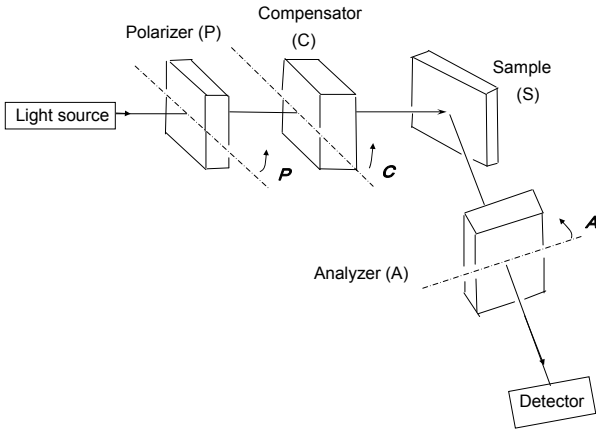 Compensator
(C)
Polarizer (P)
Sample
(S)
Light source
P
C
A
Analyzer (A)
Detector